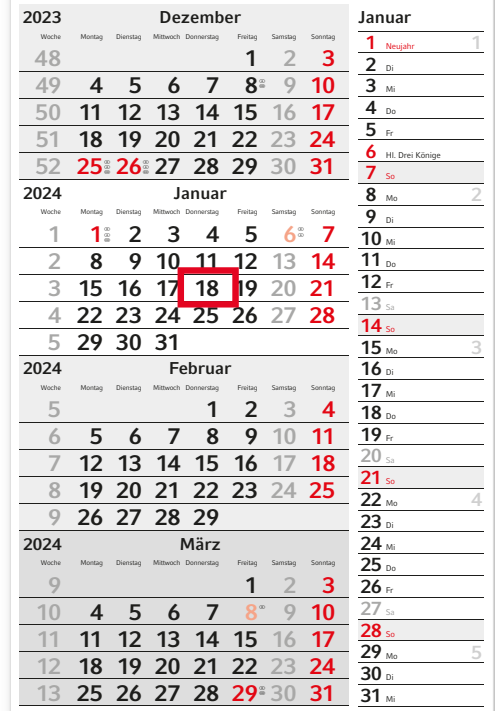 2023 Dezember
Woche Montag Dienstag Mittwoch Donnerstag Freitag Samstag Sonntag
48 1 2 3
49 4 5 6 7 8 9 10
50 11 12 13 14 15 16 17
51 18 19 20 21 22 23 24
52 25 26 27 28 29 30 31
2024 Januar
Woche Montag Dienstag Mittwoch Donnerstag Freitag Samstag Sonntag
1 1 2 3 4 5 6 7
2 8 9 10 11 12 13 14
3 15 16 17 18 19 20 21
4 22 23 24 25 26 27 28
5 29 30 31
2024 Februar
Woche Montag Dienstag Mittwoch Donnerstag Freitag Samstag Sonntag
5 1 2 3 4
6 5 6 7 8 9 10 11
7 12 13 14 15 16 17 18
8 19 20 21 22 23 24 25
9 26 27 28 29
2024 März
Woche Montag Dienstag Mittwoch Donnerstag Freitag Samstag Sonntag
9 1 2 3
10 4 5 6 7 8 9 10
11 11 12 13 14 15 16 17
12 18 19 20 21 22 23 24
13 25 26 27 28 29 30 31
Januar
1 Neujahr 1
2 Di
3 Mi
4 Do
5 Fr
6 Hl. Drei Könige
7 So
8 Mo 2
9 Di
10 Mi
11 Do
12 Fr
13 Sa
14 So
15 Mo 3
16 Di
17 Mi
18 Do
19 Fr
20 Sa
21 So
22 Mo 4
23 Di
24 Mi
25 Do
26 Fr
27 Sa
28 So
29 Mo 5
30 Di
31 Mi